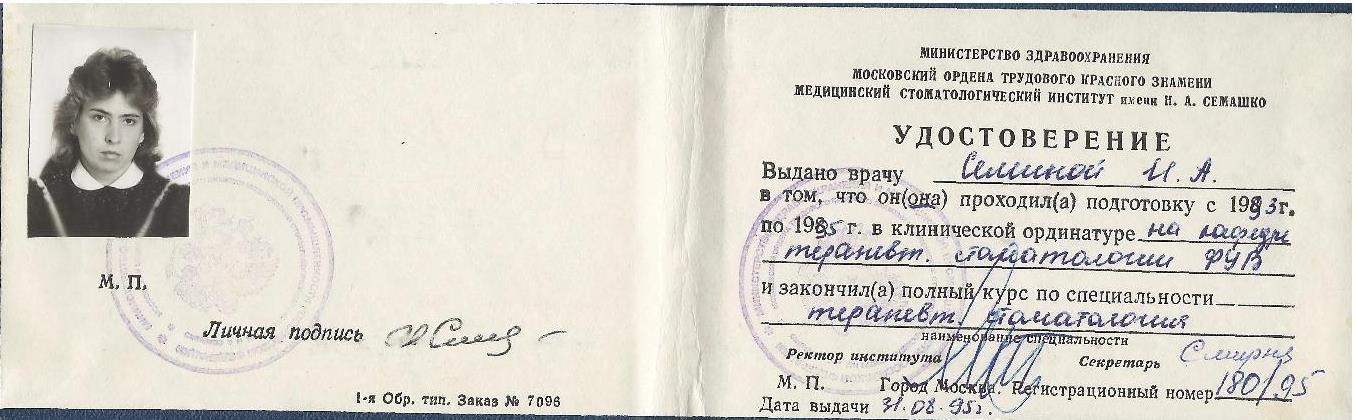 М. П.
Личная подпись
1-я Обр. тип. Заказ № 7096
МИНИСТЕРСТВО ЗДРАВООХРАНЕНИЯ
МОСКОВСКИЙ ОРДЕНА ТРУДОВОГО КРАСНОГО ЗНАМЕНИ
МЕДИЦИНСКИЙ СТОМАТОЛОГИЧЕСКИЙ ИНСТИТУТ имени Н. А. СЕМАШКО
УДОСТОВЕРЕНИЕ
Выдано врачу Семиной И. А.
в том, что он(она) проходил(а) подготовку с 1993г.
по 1995 г. в клинической ординатуре на кафедре
терапевт. стоматологии ФУВ
и закончил(а) полный курс по специальности
терапевт. стоматология
наименование специальности
Ректор института Секретарь
М. П. Город Москва. Регистрационный номер 180/95
Дата выдачи 31.08.95г.